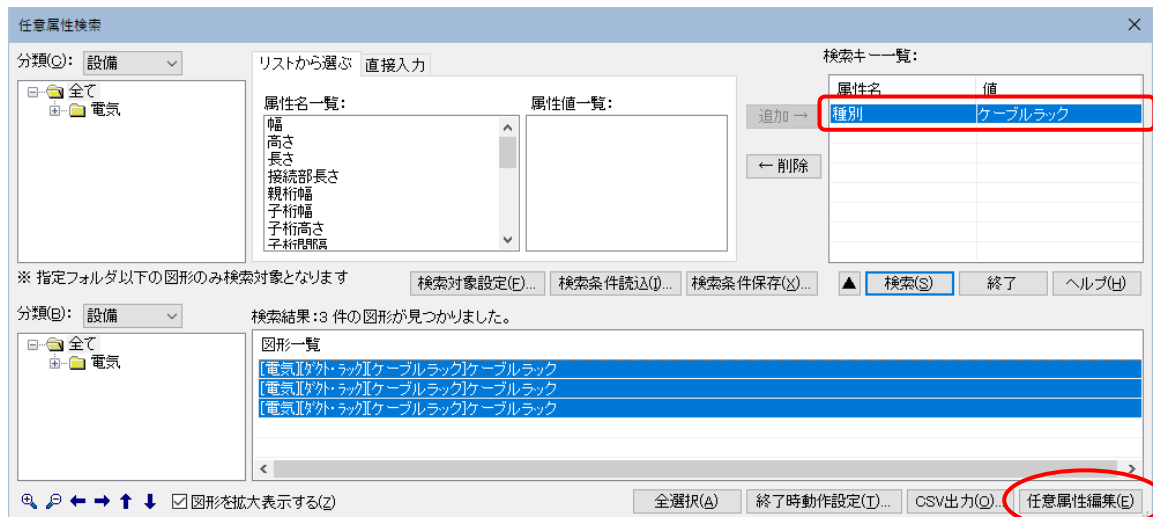 任意属性検索
分類(C): 設備
全て
電気
リストから選ぶ 直接入力
属性名一覧:
幅
高さ
長さ
接続部長さ
親桁幅
子桁幅
子桁高さ
子桁間隔
属性値一覧:
追加→
←削除
検索キー一覧:
属性名 値
種別 ケーブルラック
※ 指定フォルダ以下の図形のみ検索対象となります
検索対象設定(F)... 検索条件読込(I)... 検索条件保存(X)... ▲ 検索(S) 終了 ヘルプ(H)
分類(B): 設備
検索結果:3 件の図形が見つかりました。
全て
電気
図形一覧
[電気][ダクト・ラック][ケーブルラック]ケーブルラック
[電気][ダクト・ラック][ケーブルラック]ケーブルラック
[電気][ダクト・ラック][ケーブルラック]ケーブルラック
図形を拡大表示する(Z) 全選択(A) 終了時動作設定(T)... CSV出力(O)... 任意属性編集(E)